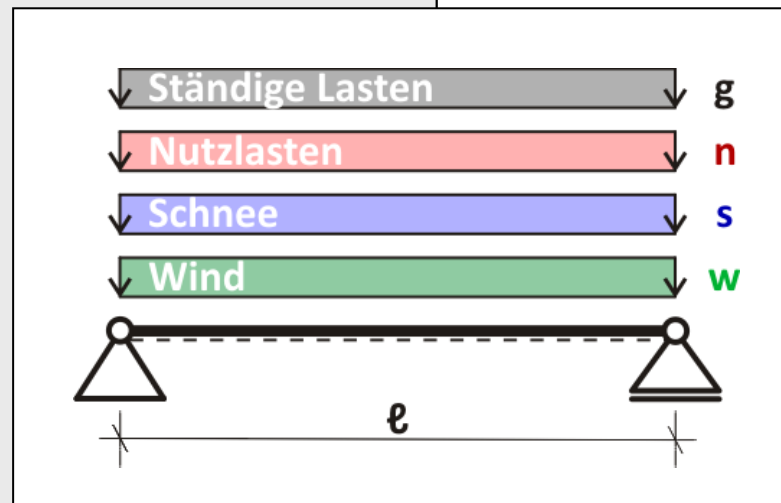 Ständige Lasten g
Nutzlasten n
Schnee s
Wind w
ℓ